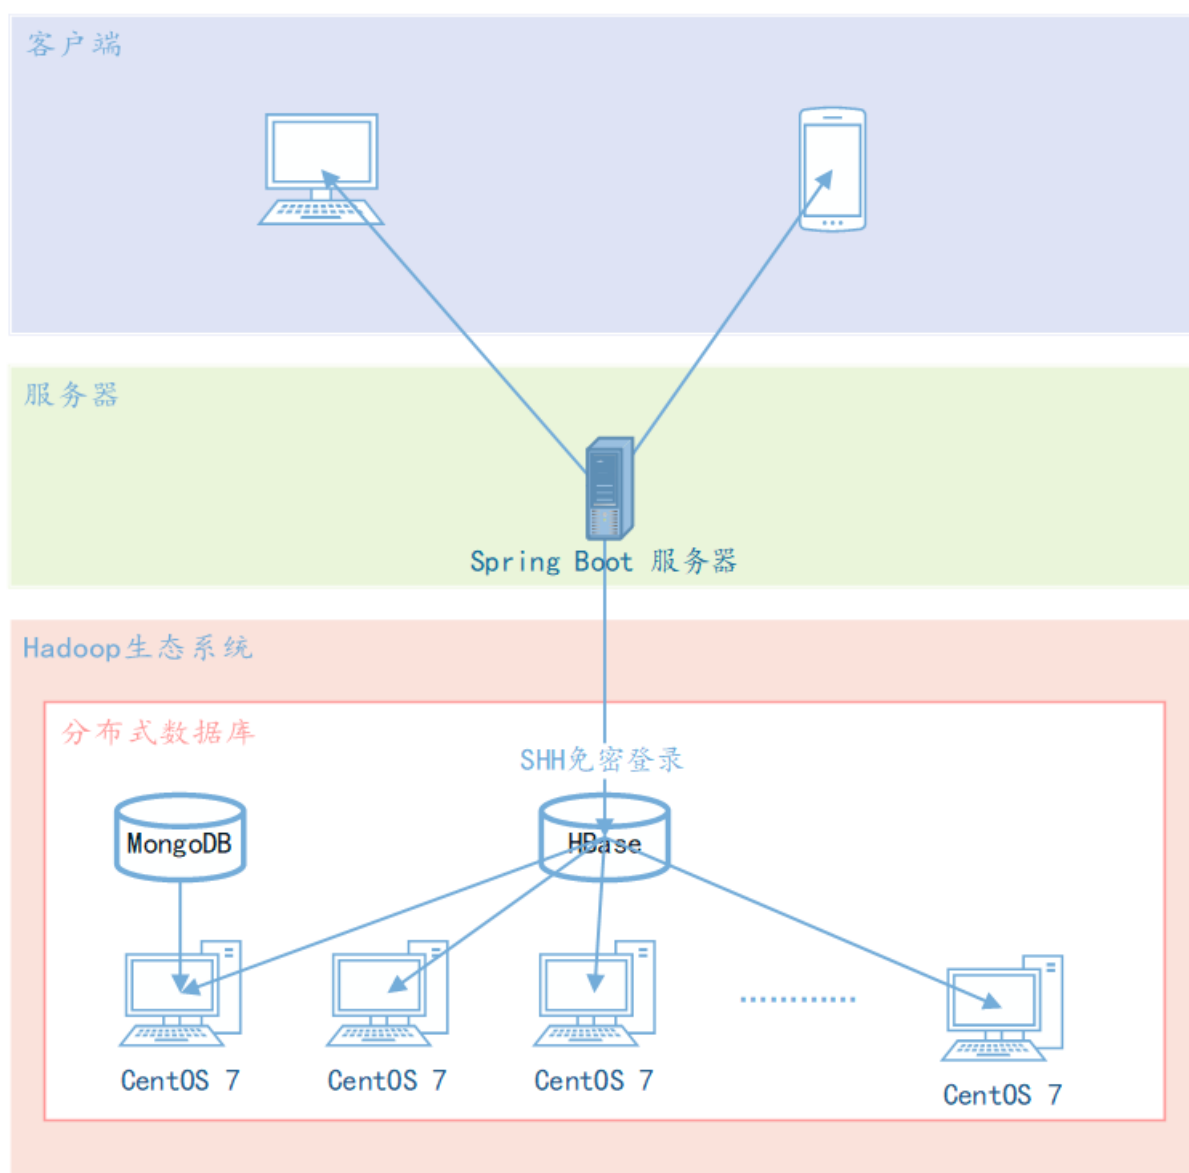 客户端
服务器
Spring Boot 服务器
Hadoop生态系统
分布式数据库
SHH免密登录
MongoDB
HBase
CentOS 7
CentOS 7
CentOS 7
............
CentOS 7